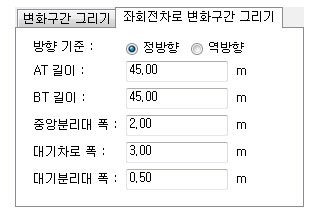 변화구간 그리기 좌회전차로 변화구간 그리기
방향 기준 : 정방향 역방향
AT 길이 : 45,00 m
BT 길이 : 45,00 m
중앙분리대 폭 : 2,00 m
대기차로 폭 : 3,00 m
대기분리대 폭 : 0,50 m